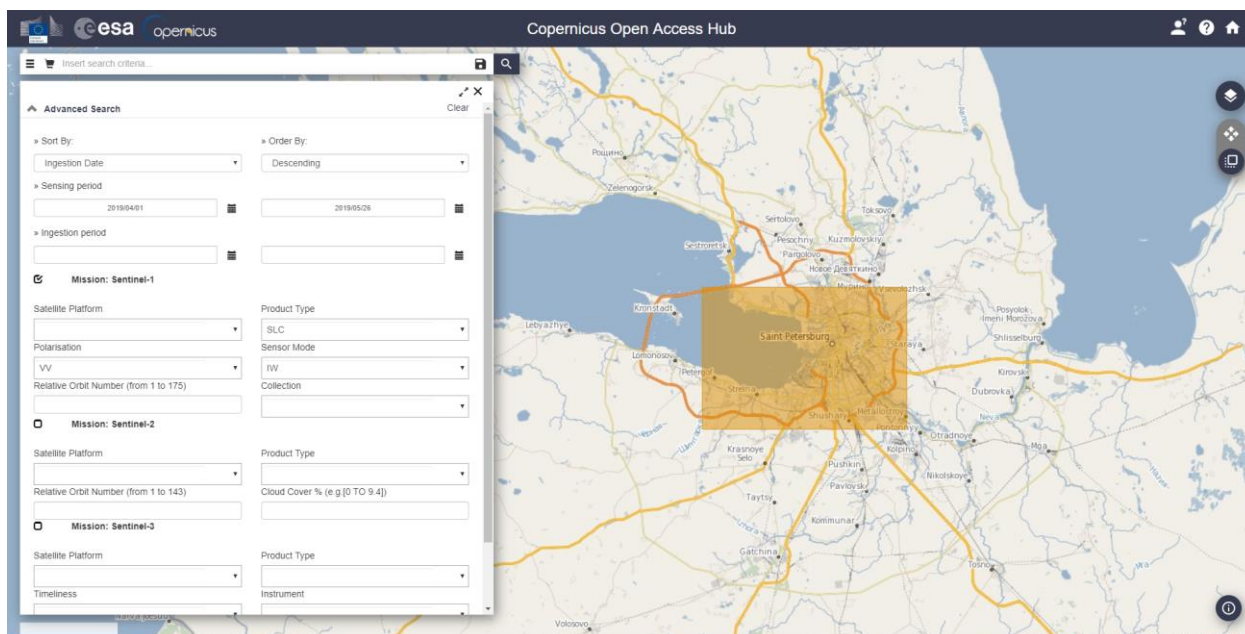 esa opernicus Copernicus Open Access Hub
Insert search criteria...
Advanced Search Clear
» Sort By: » Order By:
Ingestion Date Descending
» Sensing period
2019/04/01 2019/05/26
» Ingestion period
Mission: Sentinel-1
Satellite Platform Product Type
SLC
Polarisation Sensor Mode
VV IW
Relative Orbit Number (from 1 to 175) Collection
Mission: Sentinel-2
Satellite Platform Product Type
Relative Orbit Number (from 1 to 143) Cloud Cover % (e.g.[0 TO 9.4])
Mission: Sentinel-3
Satellite Platform Product Type
Timeliness Instrument
Рощино
Zelenogorsk
Sertolovo
Toksovo
Sestroretsk
Pesochny
Kuzmolovskiy
Pargolovo
Новое Девяткино
Мурино
Vsevolozhsk
Kronstadt
Posyolok
imeni Morozova
Lebyazhye
Saint Petersburg
Shlisselburg
Lomonosov
Petergof
Kirovsk
Strelna
Dubrovka
Shushary
Metallostroy
Neva
Pontonny
Otradnoye
Krasnoye
Selo
Kolpino
Mga
Pushkin
Nikolskoye
Pavlovsk
Taytsy
Kommunar
Gatchina
Tosno
Volosovo